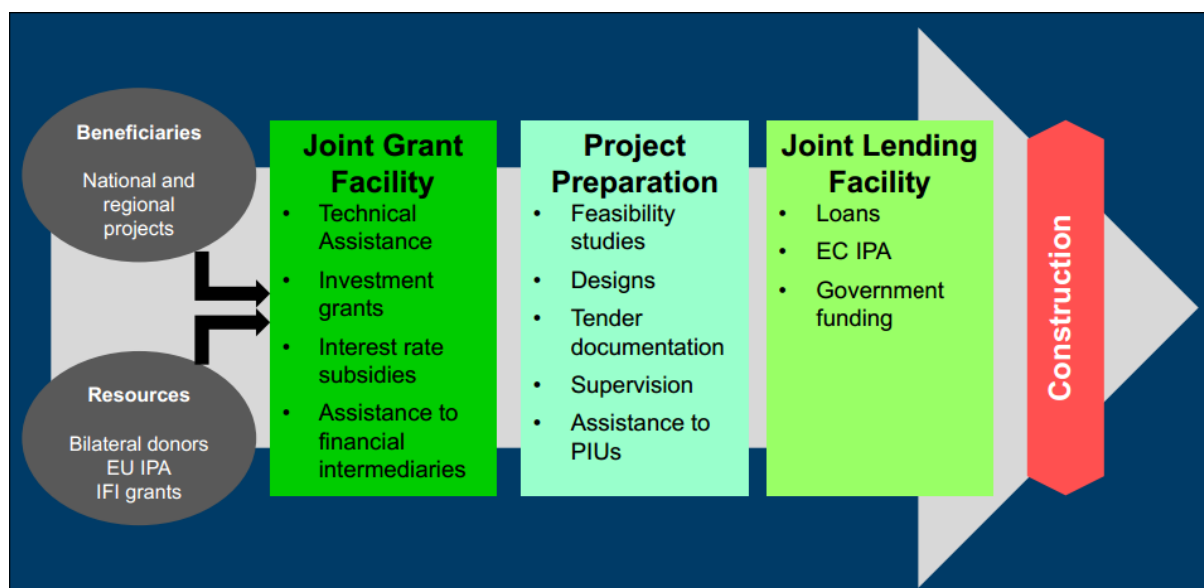 Beneficiaries
National and
regional
projects
Resources
Bilateral donors
EU IPA
IFI grants
Joint Grant
Facility
• Technical
Assistance
• Investment
grants
• Interest rate
subsidies
• Assistance to
financial
intermediaries
Project
Preparation
• Feasibility
studies
• Designs
• Tender
documentation
• Supervision
• Assistance to
PIUs
Joint Lending
Facility
• Loans
• EC IPA
• Government
funding
Construction